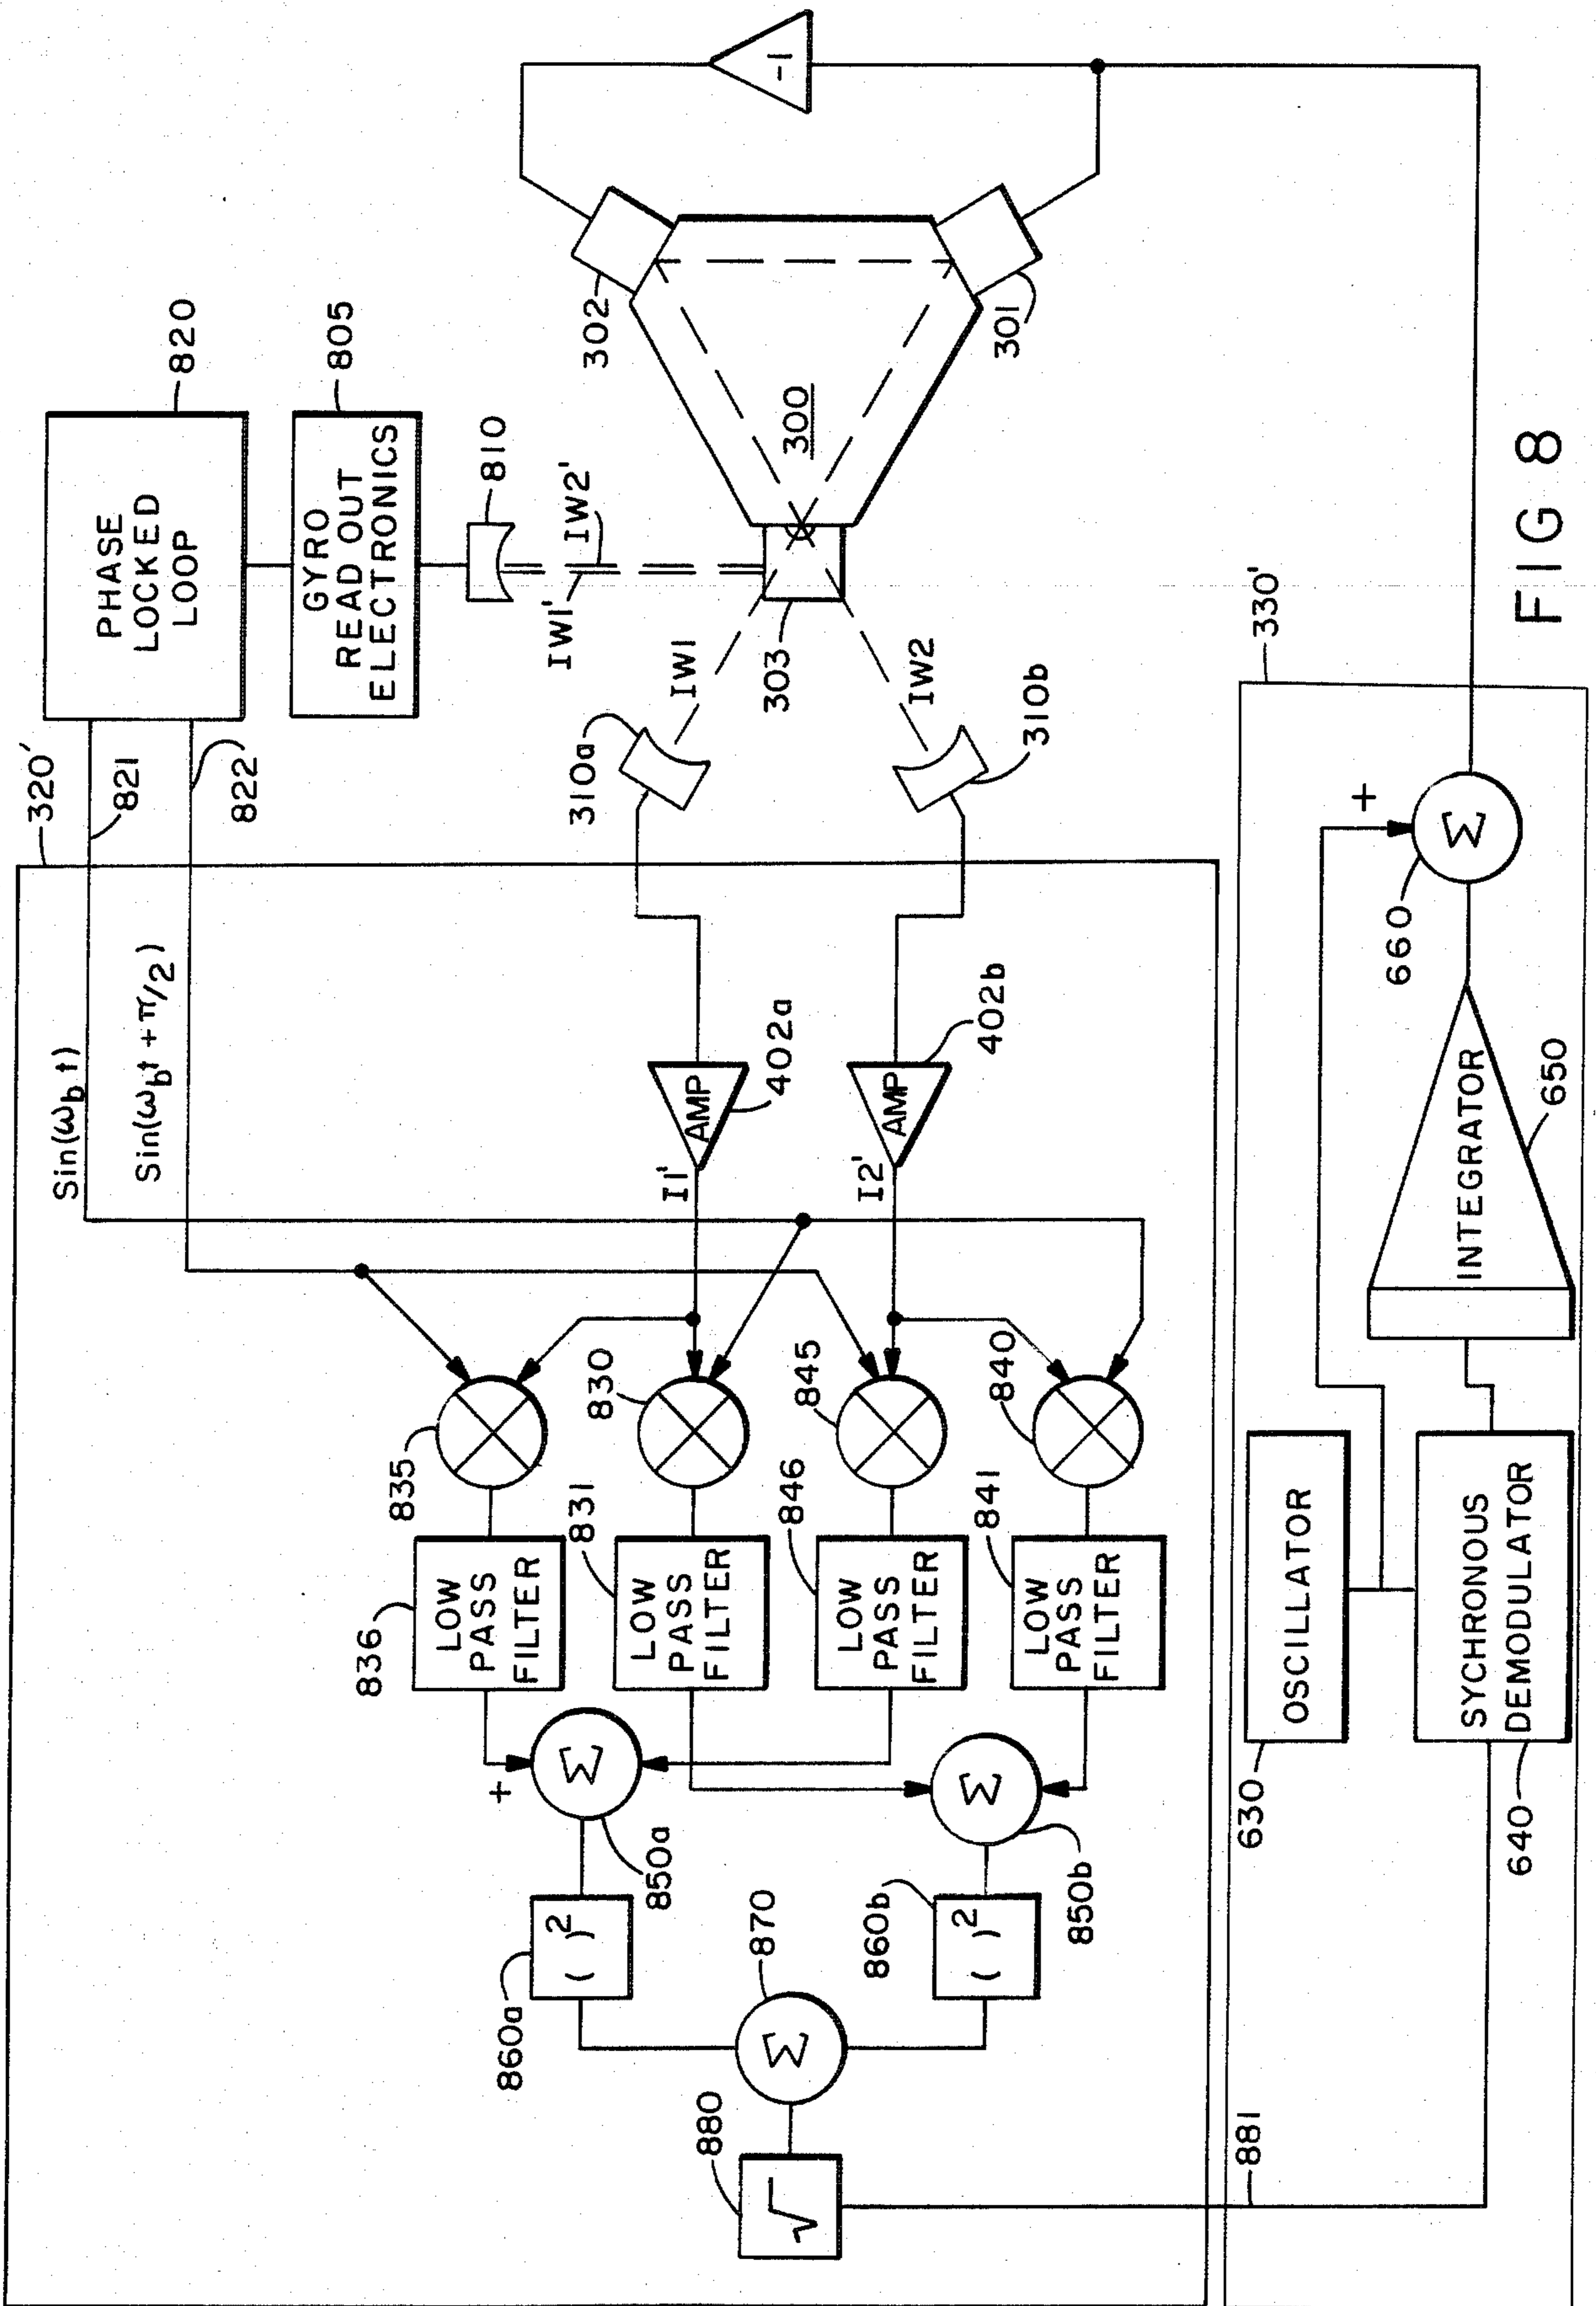 320'
820
PHASE
LOCKED
LOOP
821
822
805
GYRO
READ OUT
ELECTRONICS
810
IW1'
IW2'
Sin(ωb t)
Sin(ωb t + π/2)
310a
IW1
303
IW2
310b
300
302
301
-1
AMP
402a
I1'
AMP
402b
I2'
835
830
845
840
836
LOW
PASS
FILTER
831
LOW
PASS
FILTER
846
LOW
PASS
FILTER
841
LOW
PASS
FILTER
+
Σ
850a
Σ
850b
860a
( )2
860b
( )2
870
Σ
880
√
881
330'
630
OSCILLATOR
640
SYCHRONOUS
DEMODULATOR
INTEGRATOR
650
660
+
Σ
FIG 8